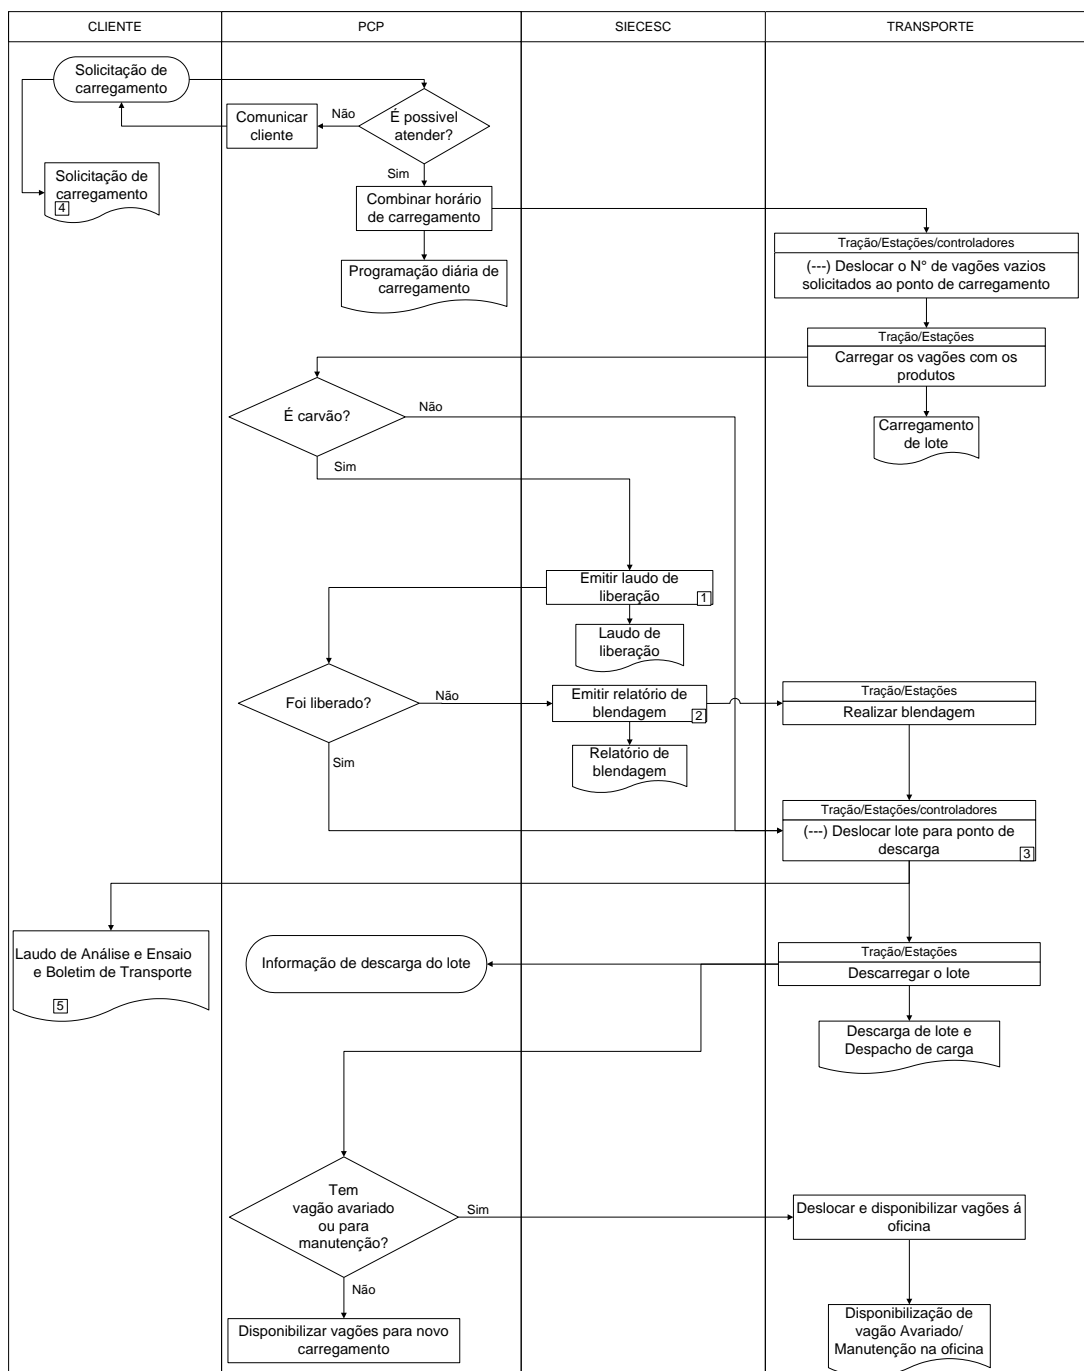 CLIENTE
PCP
SIECESC
TRANSPORTE
Solicitação de
carregamento
Comunicar
cliente
Não
É possivel
atender?
Sim
Solicitação de
carregamento
4
Combinar horário
de carregamento
Programação diária de
carregamento
Tração/Estações/controladores
(---) Deslocar o N° de vagões vazios
solicitados ao ponto de carregamento
Tração/Estações
Carregar os vagões com os
produtos
Carregamento
de lote
É carvão?
Não
Sim
Emitir laudo de
liberação
1
Laudo de
liberação
Foi liberado?
Não
Sim
Emitir relatório de
blendagem
2
Relatório de
blendagem
Tração/Estações
Realizar blendagem
Tração/Estações/controladores
(---) Deslocar lote para ponto de
descarga
3
Laudo de Análise e Ensaio
e Boletim de Transporte
5
Informação de descarga do lote
Tração/Estações
Descarregar o lote
Descarga de lote e
Despacho de carga
Tem
vagão avariado
ou para
manutenção?
Sim
Não
Deslocar e disponibilizar vagões á
oficina
Disponibilizar vagões para novo
carregamento
Disponibilização de
vagão Avariado/
Manutenção na oficina